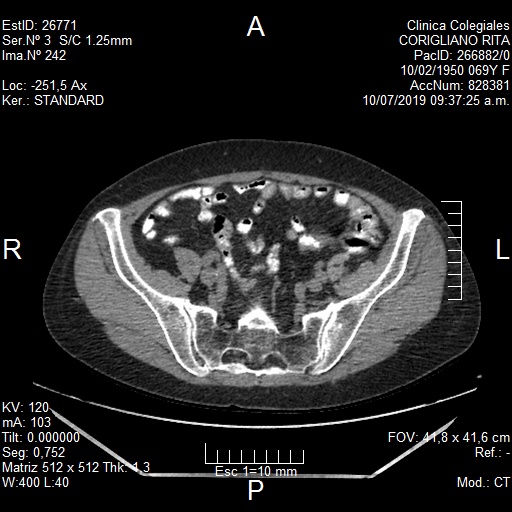 EstID: 26771
Ser.Nº 3 S/C 1.25mm
Ima.Nº 242
Loc: -251,5 Ax
Ker.: STANDARD
A
Clinica Colegiales
CORIGLIANO RITA
PacID: 266882/0
10/02/1950 069Y F
AccNum: 828381
10/07/2019 09:37:25 a.m.
R
L
KV: 120
mA: 103
Tilt: 0.000000
Seg: 0,752
Matriz 512 x 512 Thk: 1.3
W:400 L:40
Esc 1=10 mm
P
FOV: 41,8 x 41,6 cm
Ref.: -
Mod.: CT